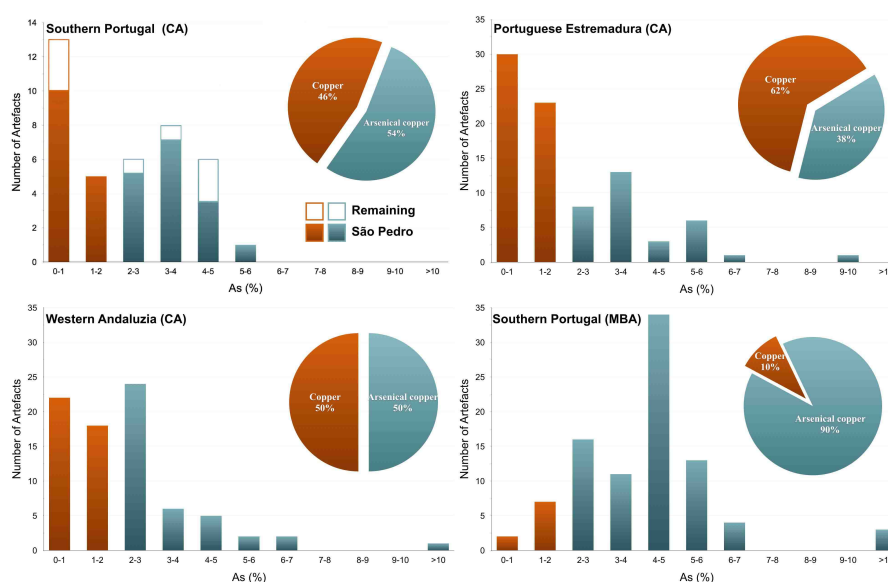 Southern Portugal (CA)
Number of Artefacts
14
12
10
8
6
4
2
0
Copper
46%
Arsenical copper
54%
Remaining
São Pedro
0-1 1-2 2-3 3-4 4-5 5-6 6-7 7-8 8-9 9-10 >10
As (%)
Portuguese Estremadura (CA)
Number of Artefacts
35
30
25
20
15
10
5
0
Copper
62%
Arsenical copper
38%
0-1 1-2 2-3 3-4 4-5 5-6 6-7 7-8 8-9 9-10 >1
As (%)
Western Andaluzia (CA)
Number of Artefacts
35
30
25
20
15
10
5
0
Copper
50%
Arsenical copper
50%
0-1 1-2 2-3 3-4 4-5 5-6 6-7 7-8 8-9 9-10 >10
As (%)
Southern Portugal (MBA)
Number of Artefacts
35
30
25
20
15
10
5
0
Copper
10%
Arsenical copper
90%
0-1 1-2 2-3 3-4 4-5 5-6 6-7 7-8 8-9 9-10 >1
As (%)